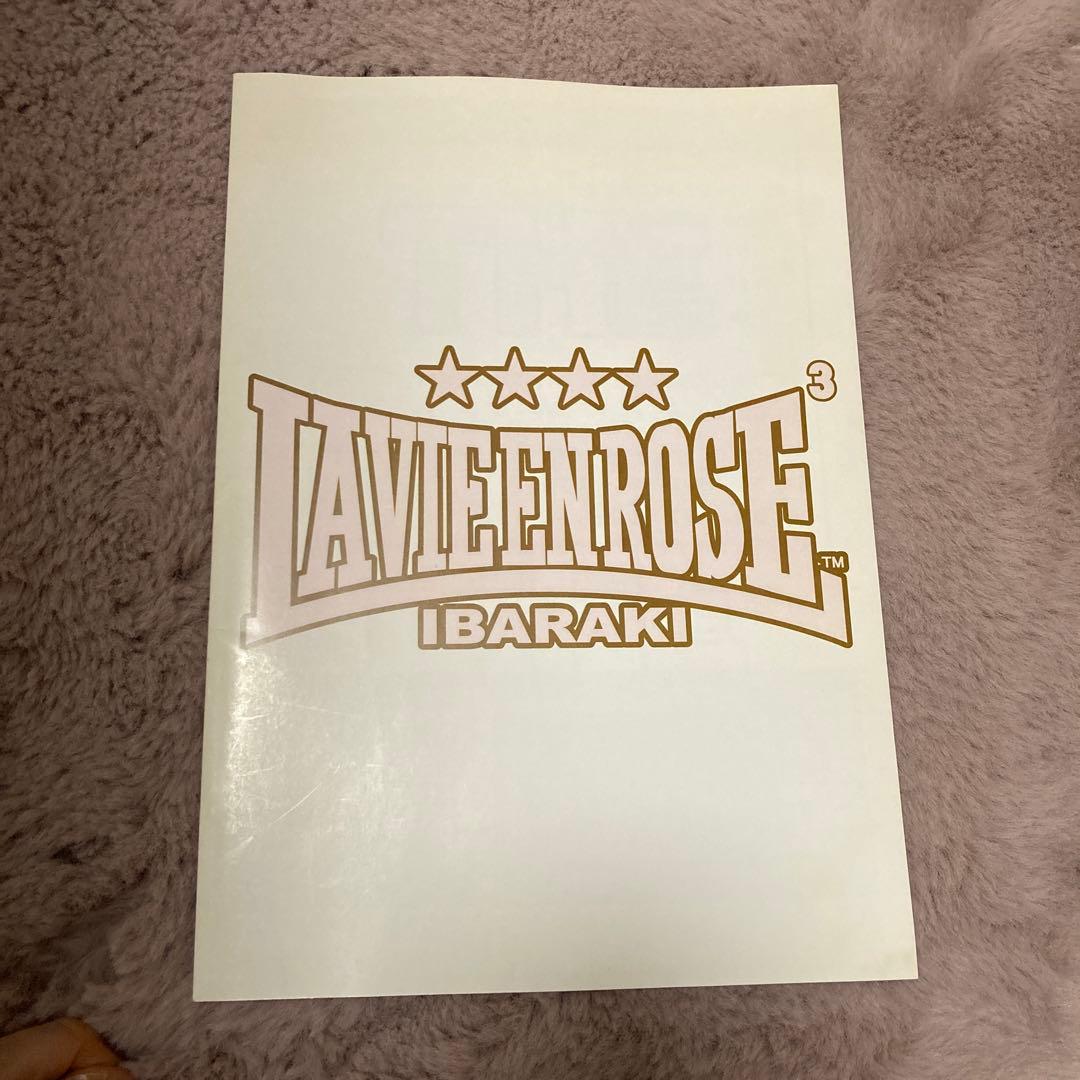 ★★★★
LAVIEENROSE3
™
IBARAKI